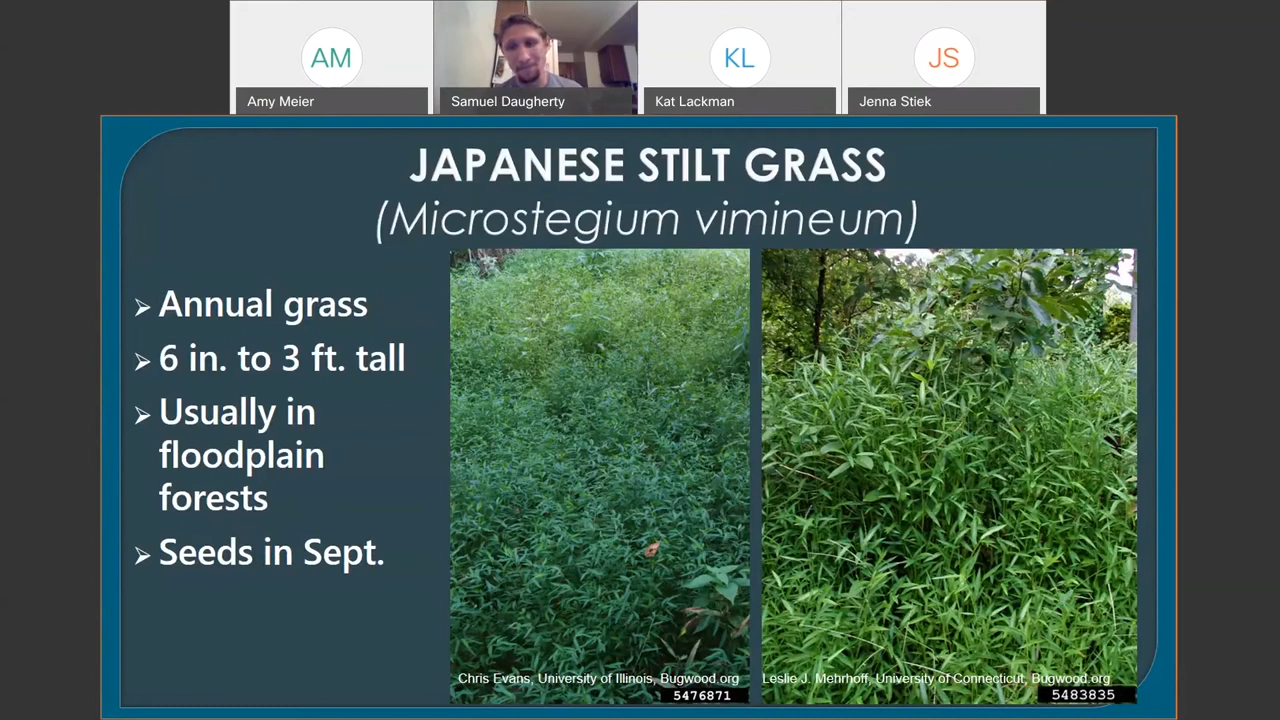 AM
KL
JS
Amy Meier
Samuel Daugherty
Kat Lackman
Jenna Stiek
JAPANESE STILT GRASS
(Microstegium vimineum)
➢ Annual grass
➢ 6 in. to 3 ft. tall
➢ Usually in
floodplain
forests
➢ Seeds in Sept.
Chris Evans, University of Illinois, Bugwood.org
5476871
Leslie J. Mehrhoff, University of Connecticut, Bugwood.org
5483835